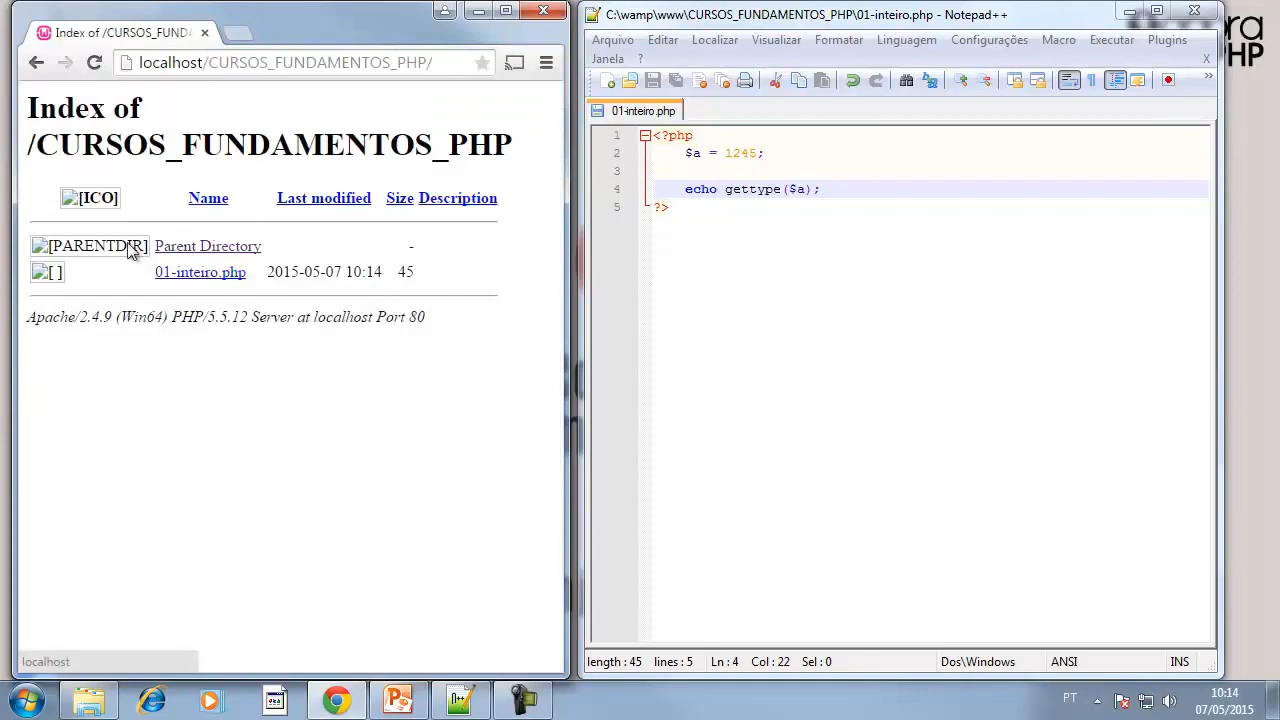 Index of /CURSOS_FUNDA
localhost/CURSOS_FUNDAMENTOS_PHP/
Index of
/CURSOS_FUNDAMENTOS_PHP
[ICO] Name Last modified Size Description
[PARENTDIR] Parent Directory -
[ ] 01-inteiro.php 2015-05-07 10:14 45
Apache/2.4.9 (Win64) PHP/5.5.12 Server at localhost Port 80
localhost
C:\wamp\www\CURSOS_FUNDAMENTOS_PHP\01-inteiro.php - Notepad++
Arquivo Editar Localizar Visualizar Formatar Linguagem Configurações Macro Executar Plugins
Janela ? X
01-inteiro.php
1 <?php
2 $a = 1245;
3
4 echo gettype($a);
5 ?>
length : 45 lines : 5 Ln : 4 Col : 22 Sel : 0 Dos\Windows ANSI INS
PHP
PT
10:14
07/05/2015